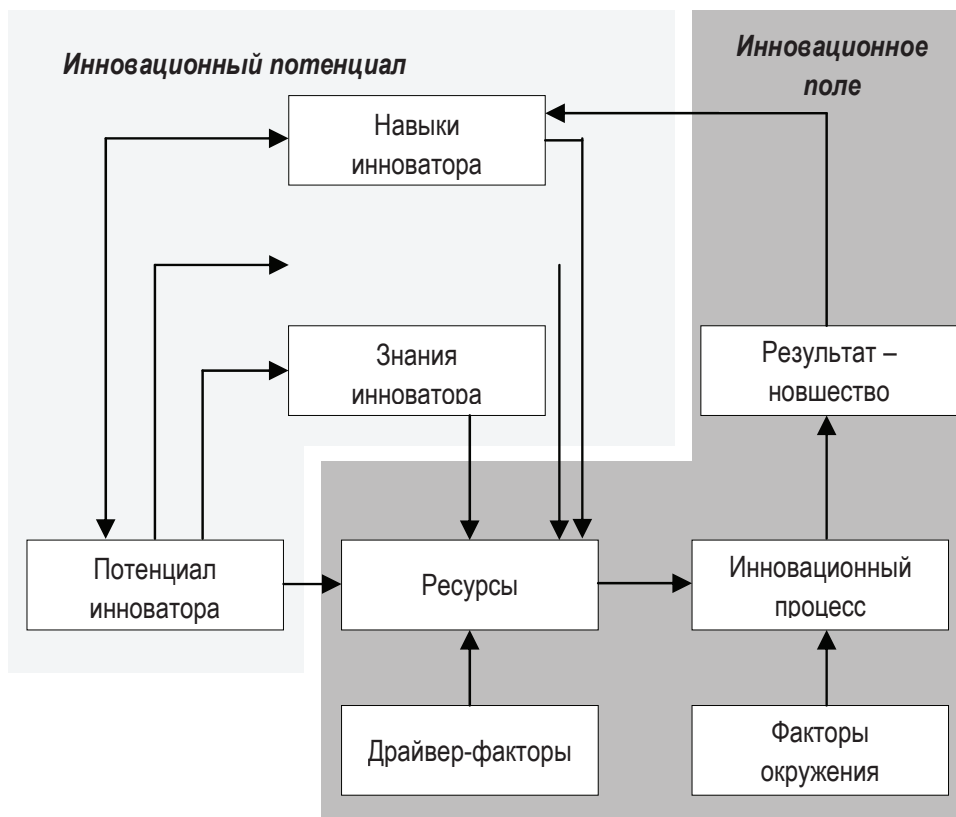 Инновационный потенциал
Инновационное
поле
Навыки
инноватора
Знания
инноватора
Результат –
новшество
Потенциал
инноватора
Ресурсы
Инновационный
процесс
Драйвер-факторы
Факторы
окружения